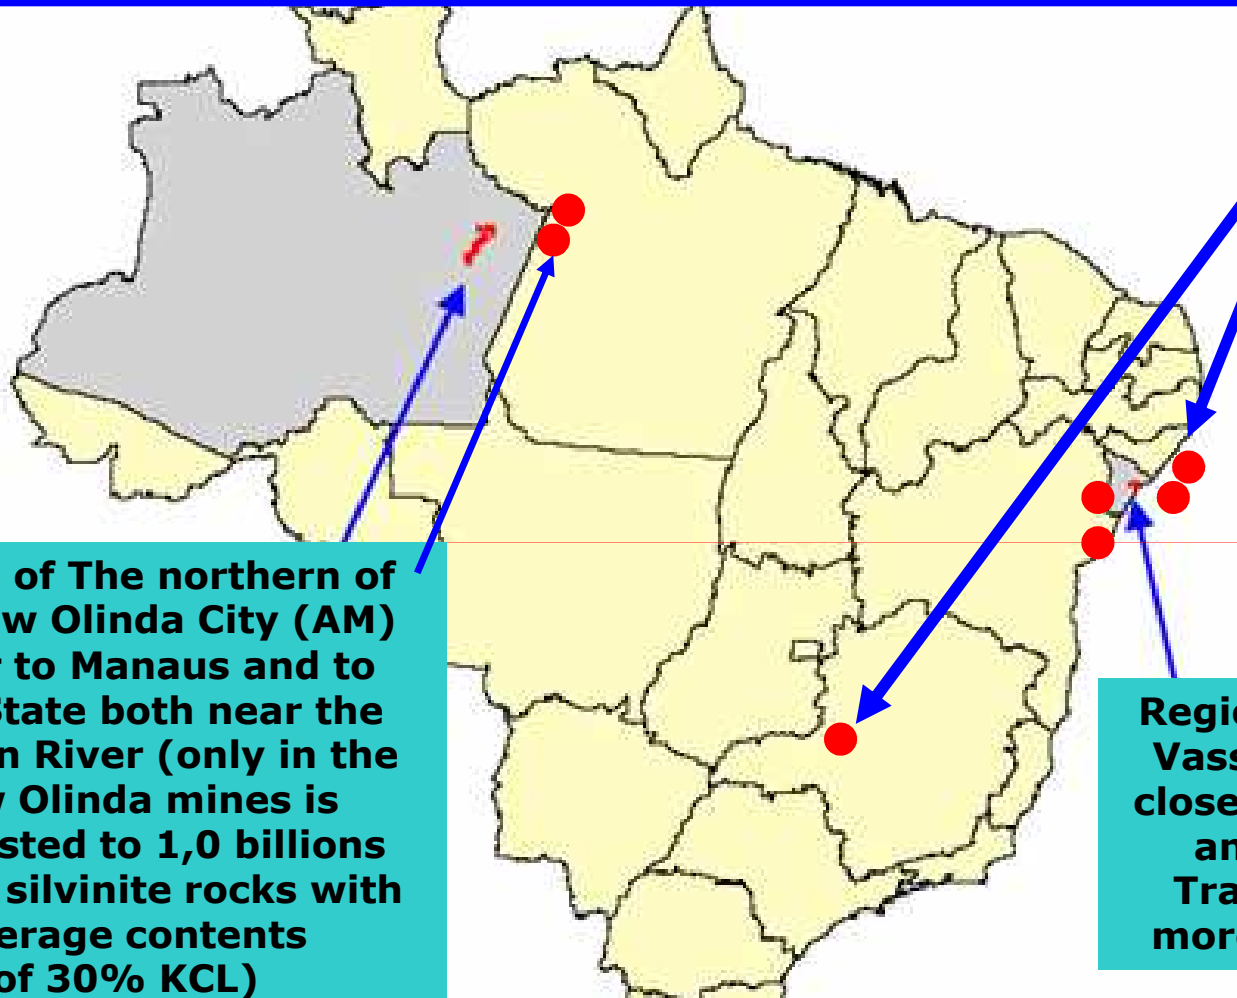 of The northern of
w Olinda City (AM)
to Manaus and to
State both near the
n River (only in the
Olinda mines is
sted to 1,0 billions
silvinite rocks with
erage contents
of 30% KCL)
Regi
Vass
close
an
Tra
mor